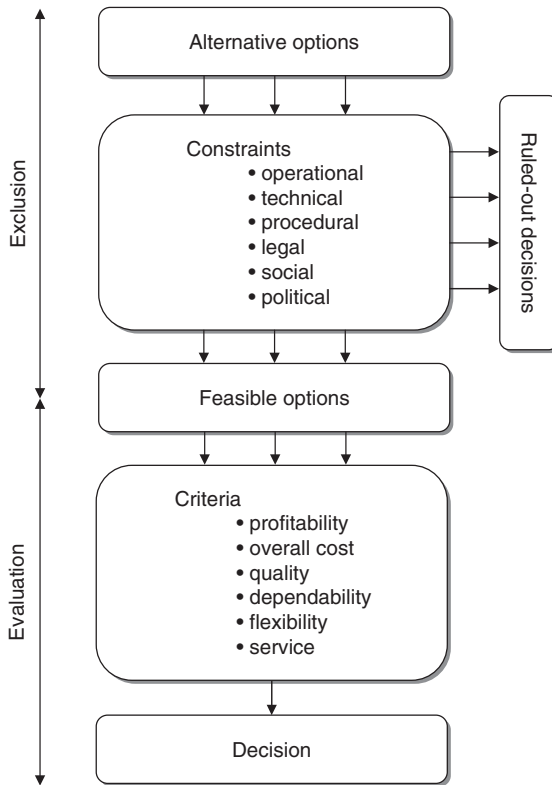 Alternative options
Exclusion
Constraints
• operational
• technical
• procedural
• legal
• social
• political
Ruled-out decisions
Feasible options
Evaluation
Criteria
• profitability
• overall cost
• quality
• dependability
• flexibility
• service
Decision